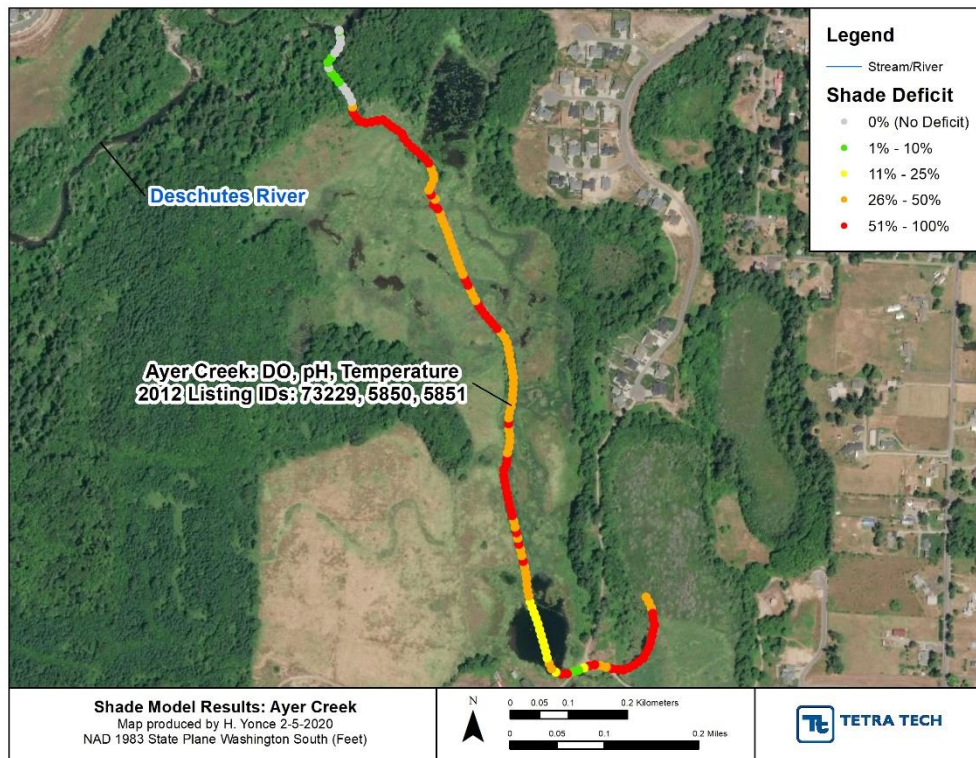 Legend
Stream/River
Shade Deficit
0% (No Deficit)
1% - 10%
11% - 25%
26% - 50%
51% - 100%
Deschutes River
Ayer Creek: DO, pH, Temperature
2012 Listing IDs: 73229, 5850, 5851
Shade Model Results: Ayer Creek
Map produced by H. Yonce 2-5-2020
NAD 1983 State Plane Washington South (Feet)
N
0 0.05 0.1 0.2 Kilometers
0 0.05 0.1 0.2 Miles
Tt TETRA TECH